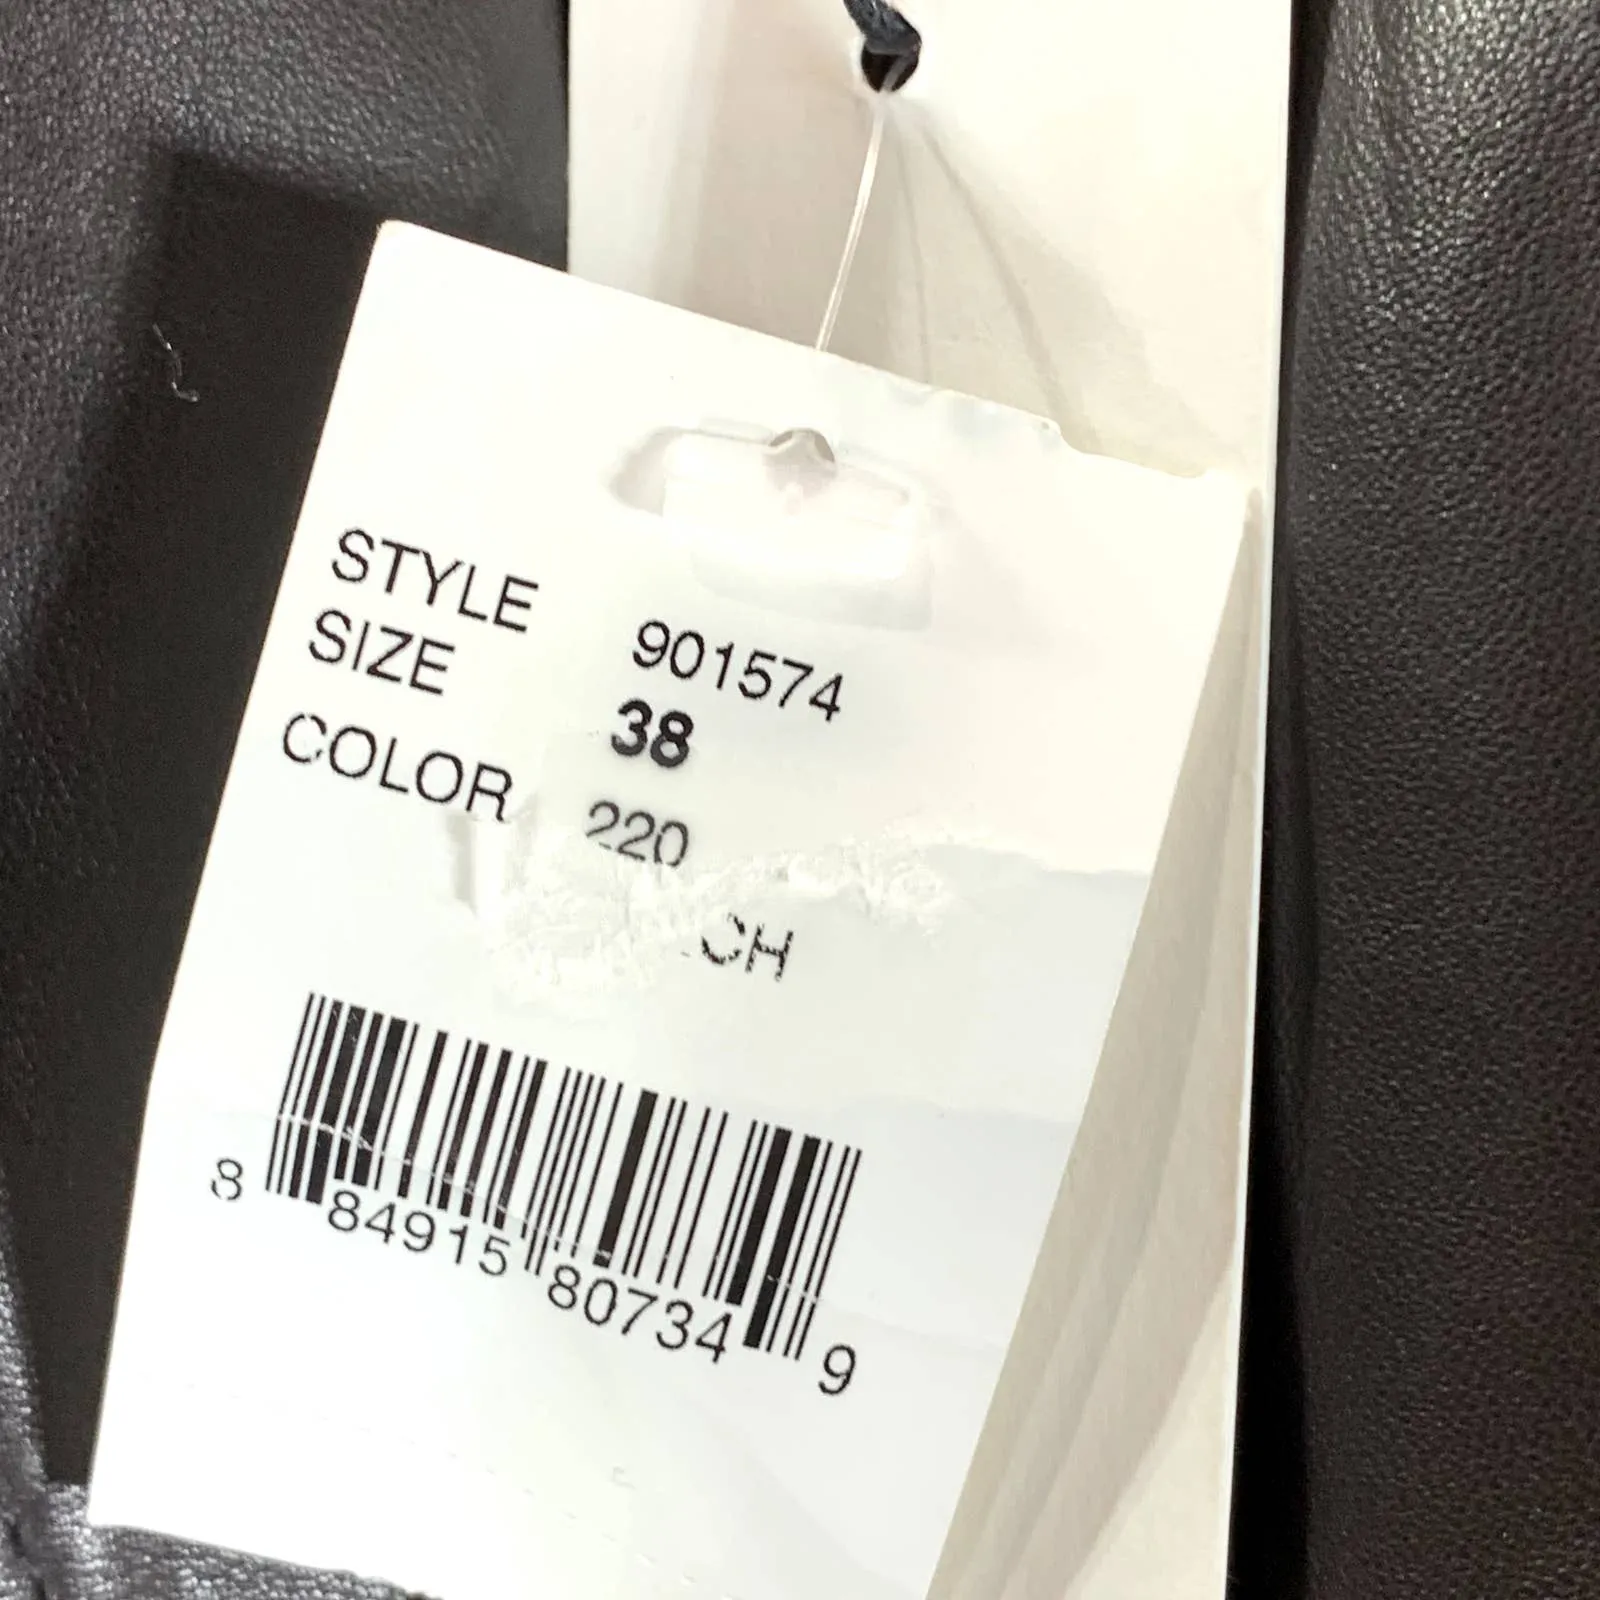 STYLE 901574
SIZE 38
COLOR 220
CH
8 84915 80734 9